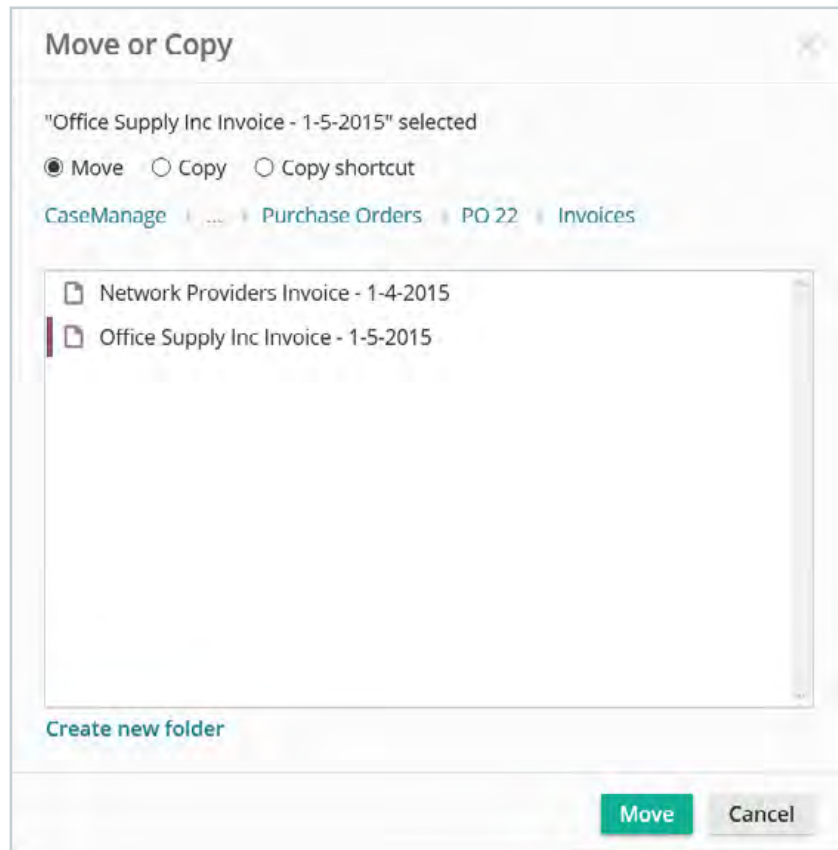 Move or Copy
"Office Supply Inc Invoice - 1-5-2015" selected
Move Copy Copy shortcut
CaseManage ... Purchase Orders PO 22 Invoices
Network Providers Invoice - 1-4-2015
Office Supply Inc Invoice - 1-5-2015
Create new folder
Move Cancel